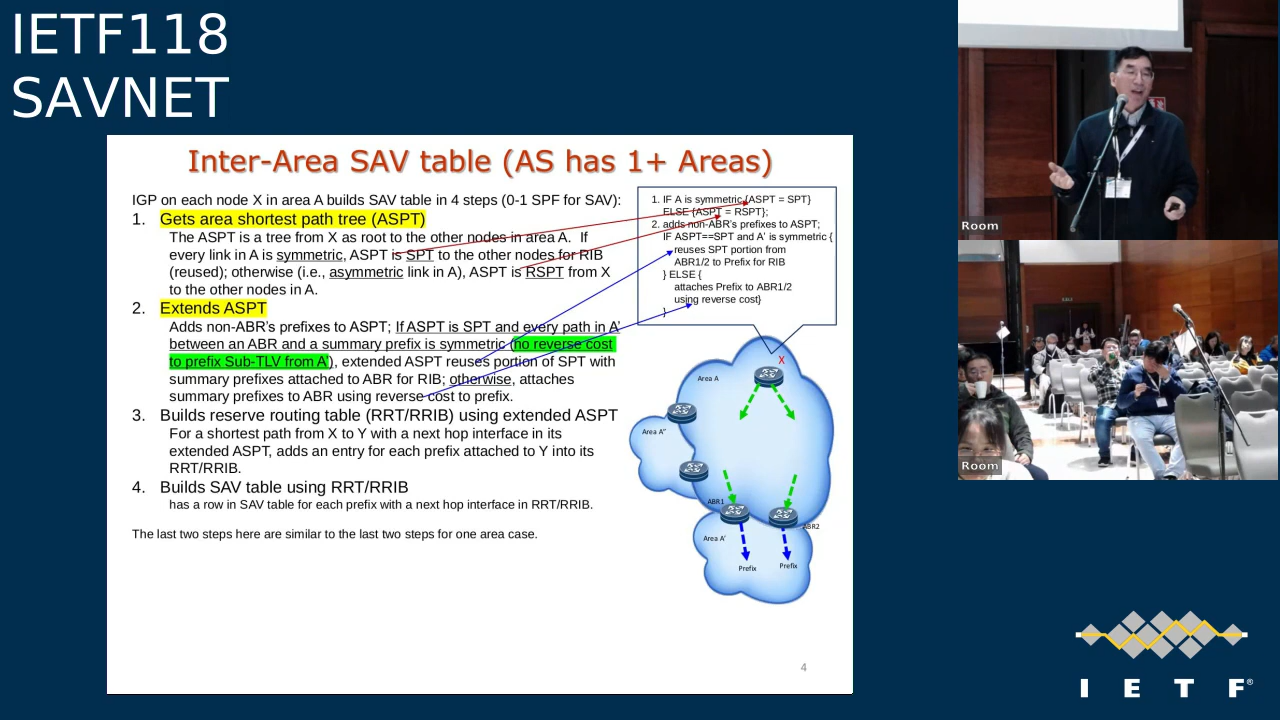 IETF118
SAVNET
Inter-Area SAV table (AS has 1+ Areas)
IGP on each node X in area A builds SAV table in 4 steps (0-1 SPF for SAV):
1. Gets area shortest path tree (ASPT)
The ASPT is a tree from X as root to the other nodes in area A. If
every link in A is symmetric, ASPT is SPT to the other nodes for RIB
(reused); otherwise (i.e., asymmetric link in A), ASPT is RSPT from X
to the other nodes in A.
2. Extends ASPT
Adds non-ABR's prefixes to ASPT; If ASPT is SPT and every path in A'
between an ABR and a summary prefix is symmetric (no reverse cost
to prefix Sub-TLV from A'), extended ASPT reuses portion of SPT with
summary prefixes attached to ABR for RIB; otherwise, attaches
summary prefixes to ABR using reverse cost to prefix.
3. Builds reserve routing table (RRT/RRIB) using extended ASPT
For a shortest path from X to Y with a next hop interface in its
extended ASPT, adds an entry for each prefix attached to Y into its
RRT/RRIB.
4. Builds SAV table using RRT/RRIB
has a row in SAV table for each prefix with a next hop interface in RRT/RRIB.
The last two steps here are similar to the last two steps for one area case.
1. IF A is symmetric {ASPT = SPT}
ELSE {ASPT = RSPT};
2. adds non-ABR's prefixes to ASPT;
IF ASPT==SPT and A' is symmetric {
reuses SPT portion from
ABR1/2 to Prefix for RIB
} ELSE {
attaches Prefix to ABR1/2
using reverse cost}
}
X
Area A
Area A"
ABR1
ABR2
Area A'
Prefix
Prefix
4
Room
Room
I E T F®